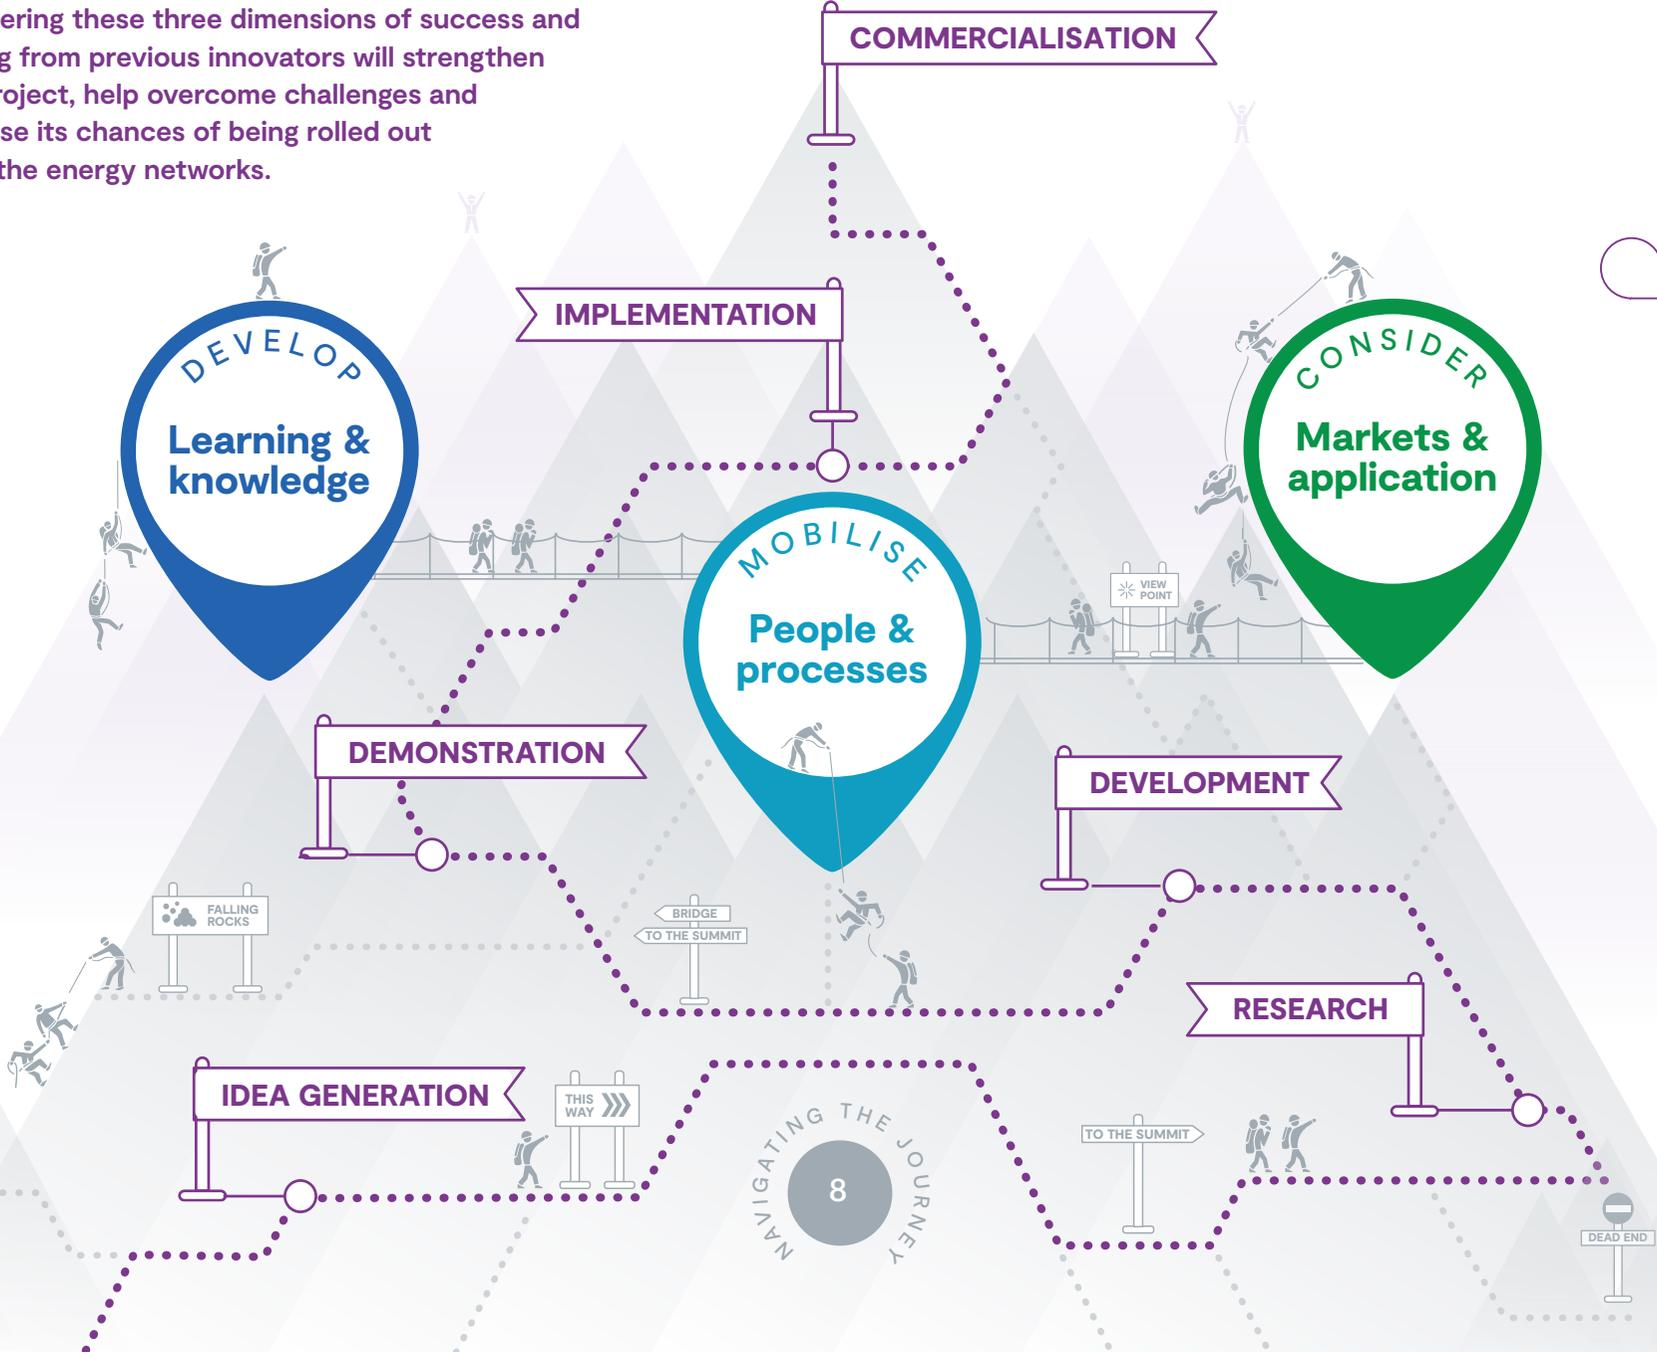 ering these three dimensions of success and
g from previous innovators will strengthen
roject, help overcome challenges and
se its chances of being rolled out
the energy networks.
COMMERCIALISATION
IMPLEMENTATION
DEVELOP
Learning &
knowledge
CONSIDER
Markets &
application
MOBILISE
People &
processes
VIEW
POINT
DEMONSTRATION
DEVELOPMENT
FALLING
ROCKS
BRIDGE
TO THE SUMMIT
RESEARCH
IDEA GENERATION
THIS
WAY
NAVIGATING THE JOURNEY
8
TO THE SUMMIT
DEAD END